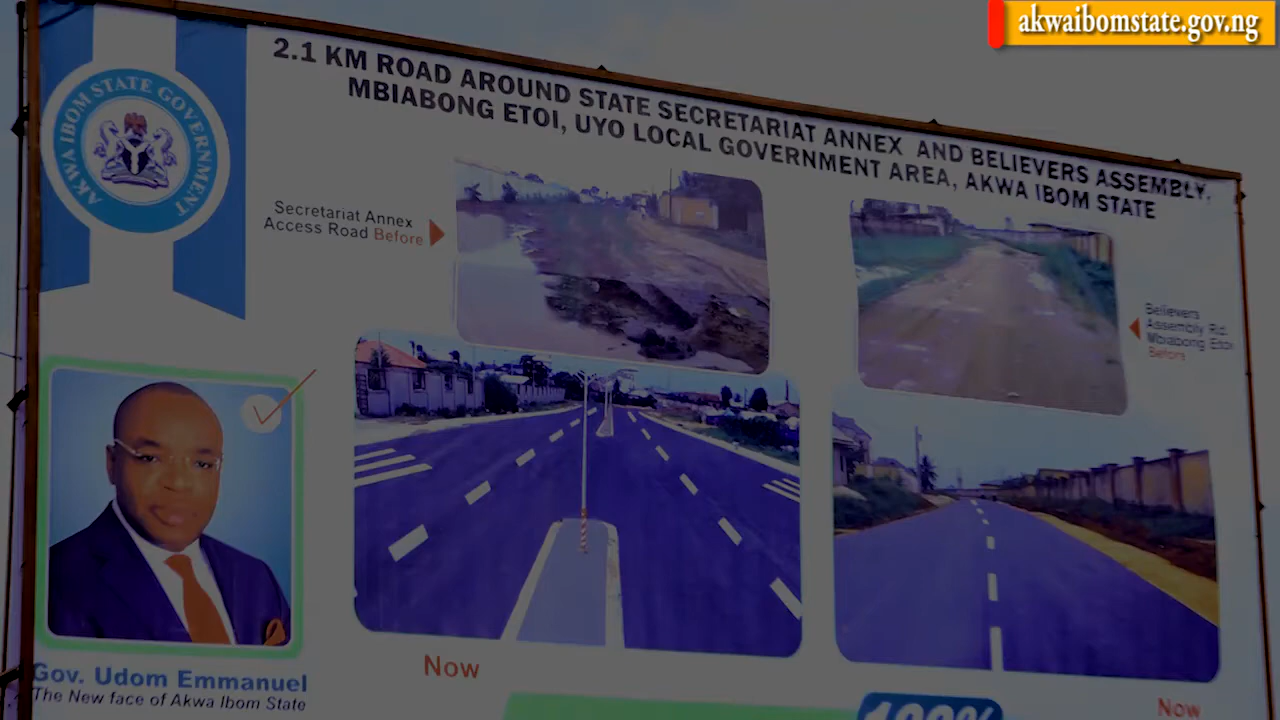 akwaibomstate.gov.ng
2.1 KM ROAD AROUND STATE SECRETARIAT ANNEX AND BELIEVERS ASSEMBLY,
MBIABONG ETOI, UYO LOCAL GOVERNMENT AREA, AKWA IBOM STATE
AKWA IBOM STATE GOVERNMENT
Secretariat Annex
Access Road Before
Believers
Assembly Rd.
Mbiabong Etoi
Before
Gov. Udom Emmanuel
The New face of Akwa Ibom State
Now
Now
100%